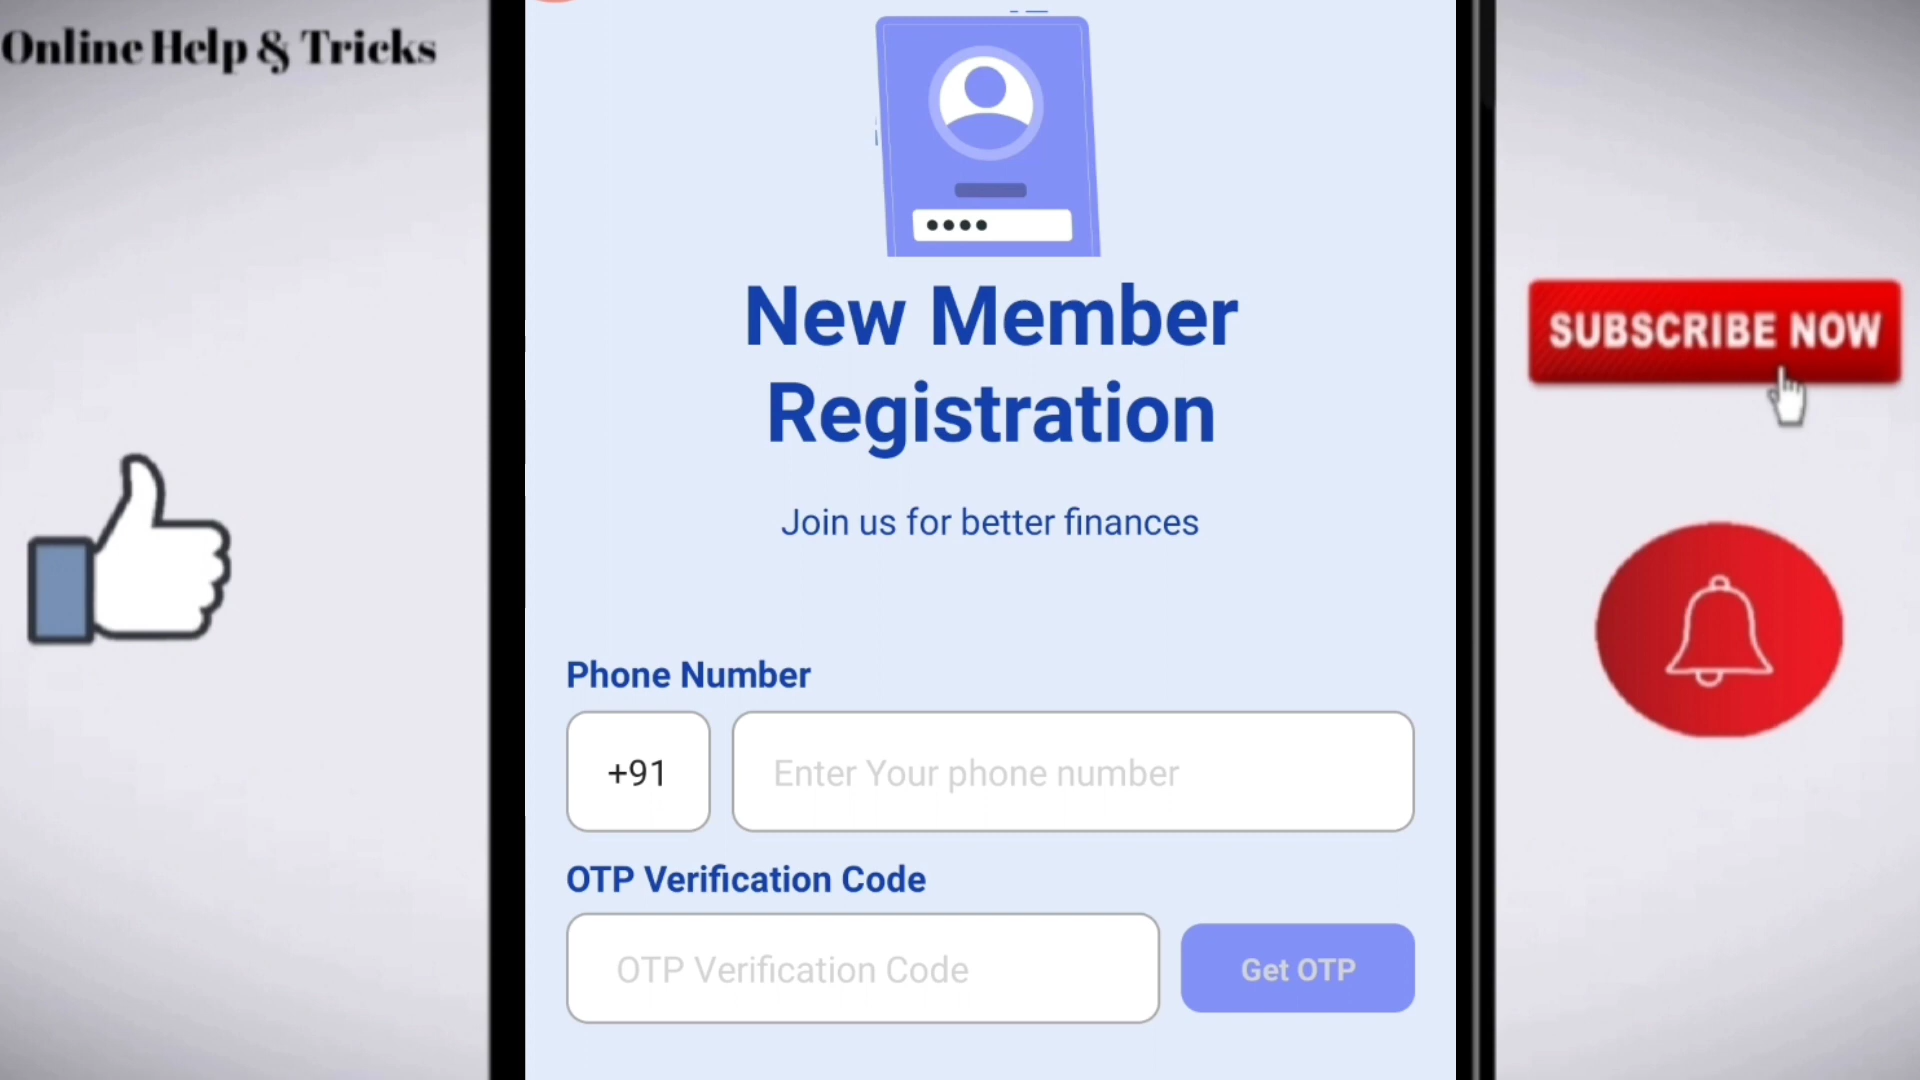 Online Help & Tricks
New Member
Registration
Join us for better finances
SUBSCRIBE NOW
Phone Number
+91
Enter Your phone number
OTP Verification Code
OTP Verification Code
Get OTP